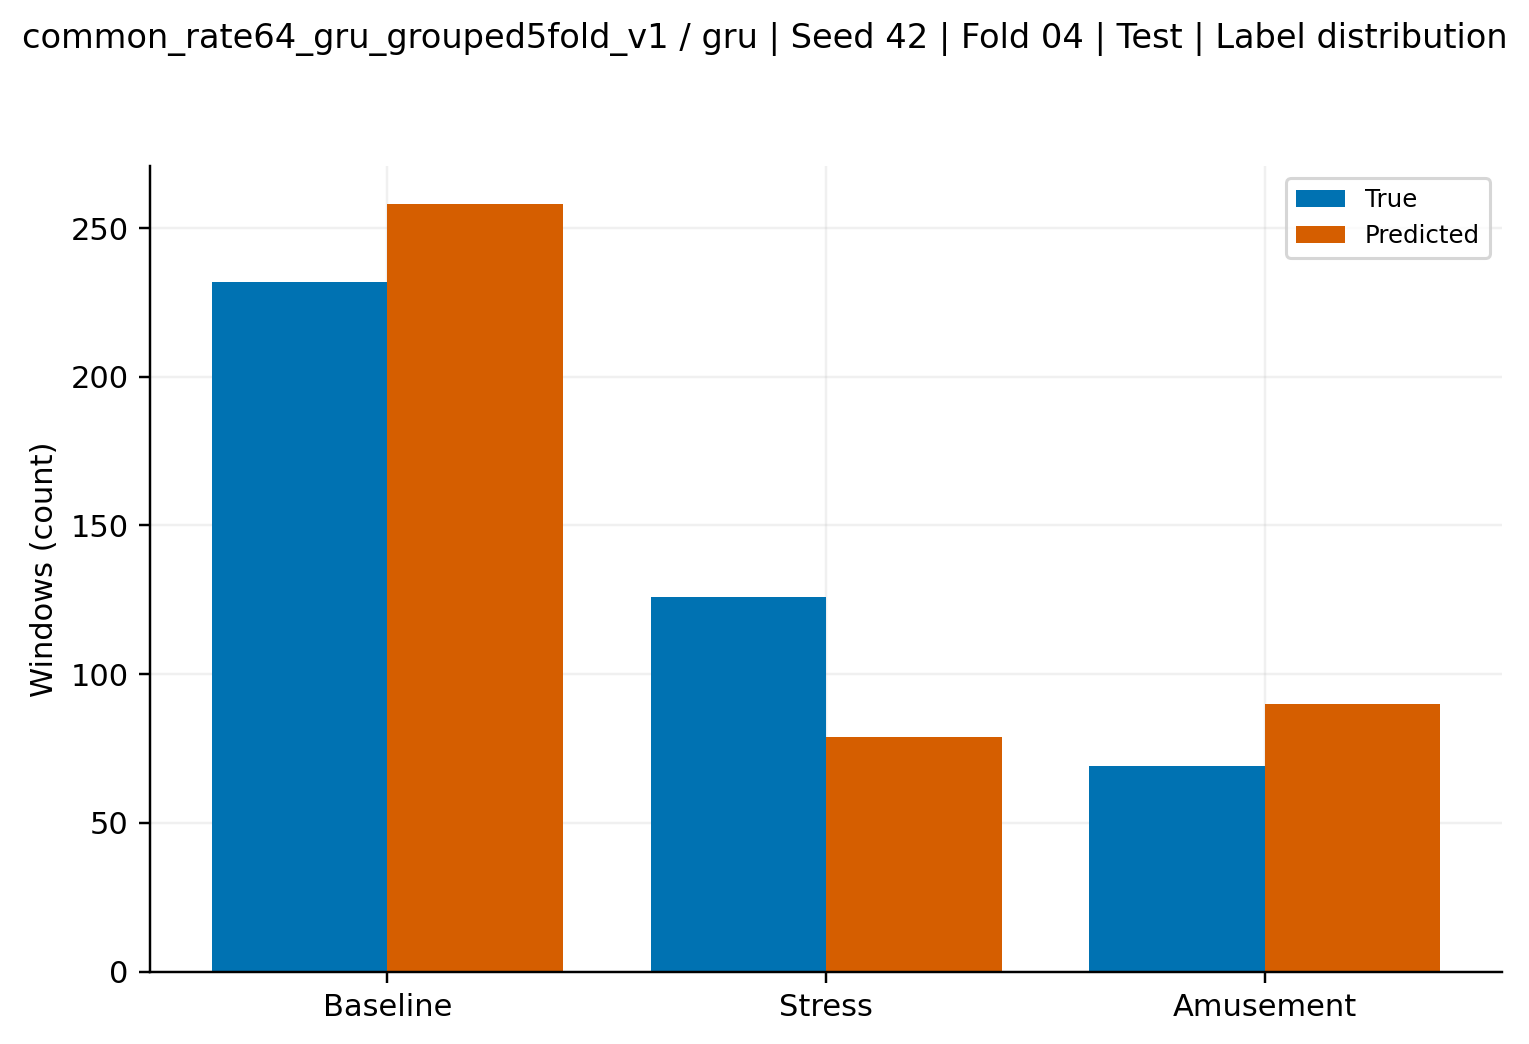 common_rate64_gru_grouped5fold_v1 / gru | Seed 42 | Fold 04 | Test | Label distribution
True
Predicted
Windows (count)
250
200
150
100
50
0
Baseline
Stress
Amusement